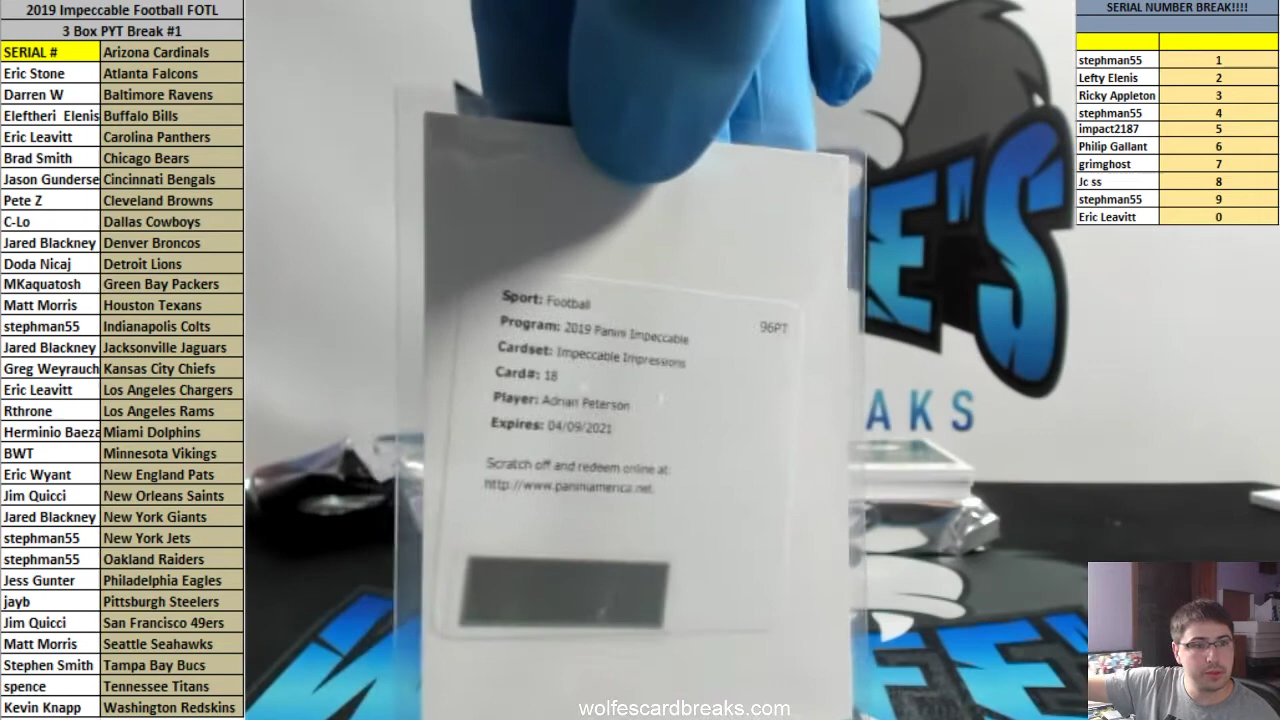 2019 Impeccable Football FOTL
3 Box PYT Break #1
SERIAL # Arizona Cardinals
Eric Stone Atlanta Falcons
Darren W Baltimore Ravens
Eleftheri Elenis Buffalo Bills
Eric Leavitt Carolina Panthers
Brad Smith Chicago Bears
Jason Gunderse Cincinnati Bengals
Pete Z Cleveland Browns
C-Lo Dallas Cowboys
Jared Blackney Denver Broncos
Doda Nicaj Detroit Lions
MKaquatosh Green Bay Packers
Matt Morris Houston Texans
stephman55 Indianapolis Colts
Jared Blackney Jacksonville Jaguars
Greg Weyrauch Kansas City Chiefs
Eric Leavitt Los Angeles Chargers
Rthrone Los Angeles Rams
Herminio Baeza Miami Dolphins
BWT Minnesota Vikings
Eric Wyant New England Pats
Jim Quicci New Orleans Saints
Jared Blackney New York Giants
stephman55 New York Jets
stephman55 Oakland Raiders
Jess Gunter Philadelphia Eagles
jayb Pittsburgh Steelers
Jim Quicci San Francisco 49ers
Matt Morris Seattle Seahawks
Stephen Smith Tampa Bay Bucs
spence Tennessee Titans
Kevin Knapp Washington Redskins
Sport: Football
96PT
Program: 2019 Panini Impeccable
Cardset: Impeccable Impressions
Card#: 18
Player: Adrian Peterson
Expires: 04/09/2021
Scratch off and redeem online at:
http://www.paniniamerica.net.
E'S
AKS
wolfescardbreaks.com
SERIAL NUMBER BREAK!!!!
stephman55 1
Lefty Elenis 2
Ricky Appleton 3
stephman55 4
impact2187 5
Philip Gallant 6
grimghost 7
Jc ss 8
stephman55 9
Eric Leavitt 0